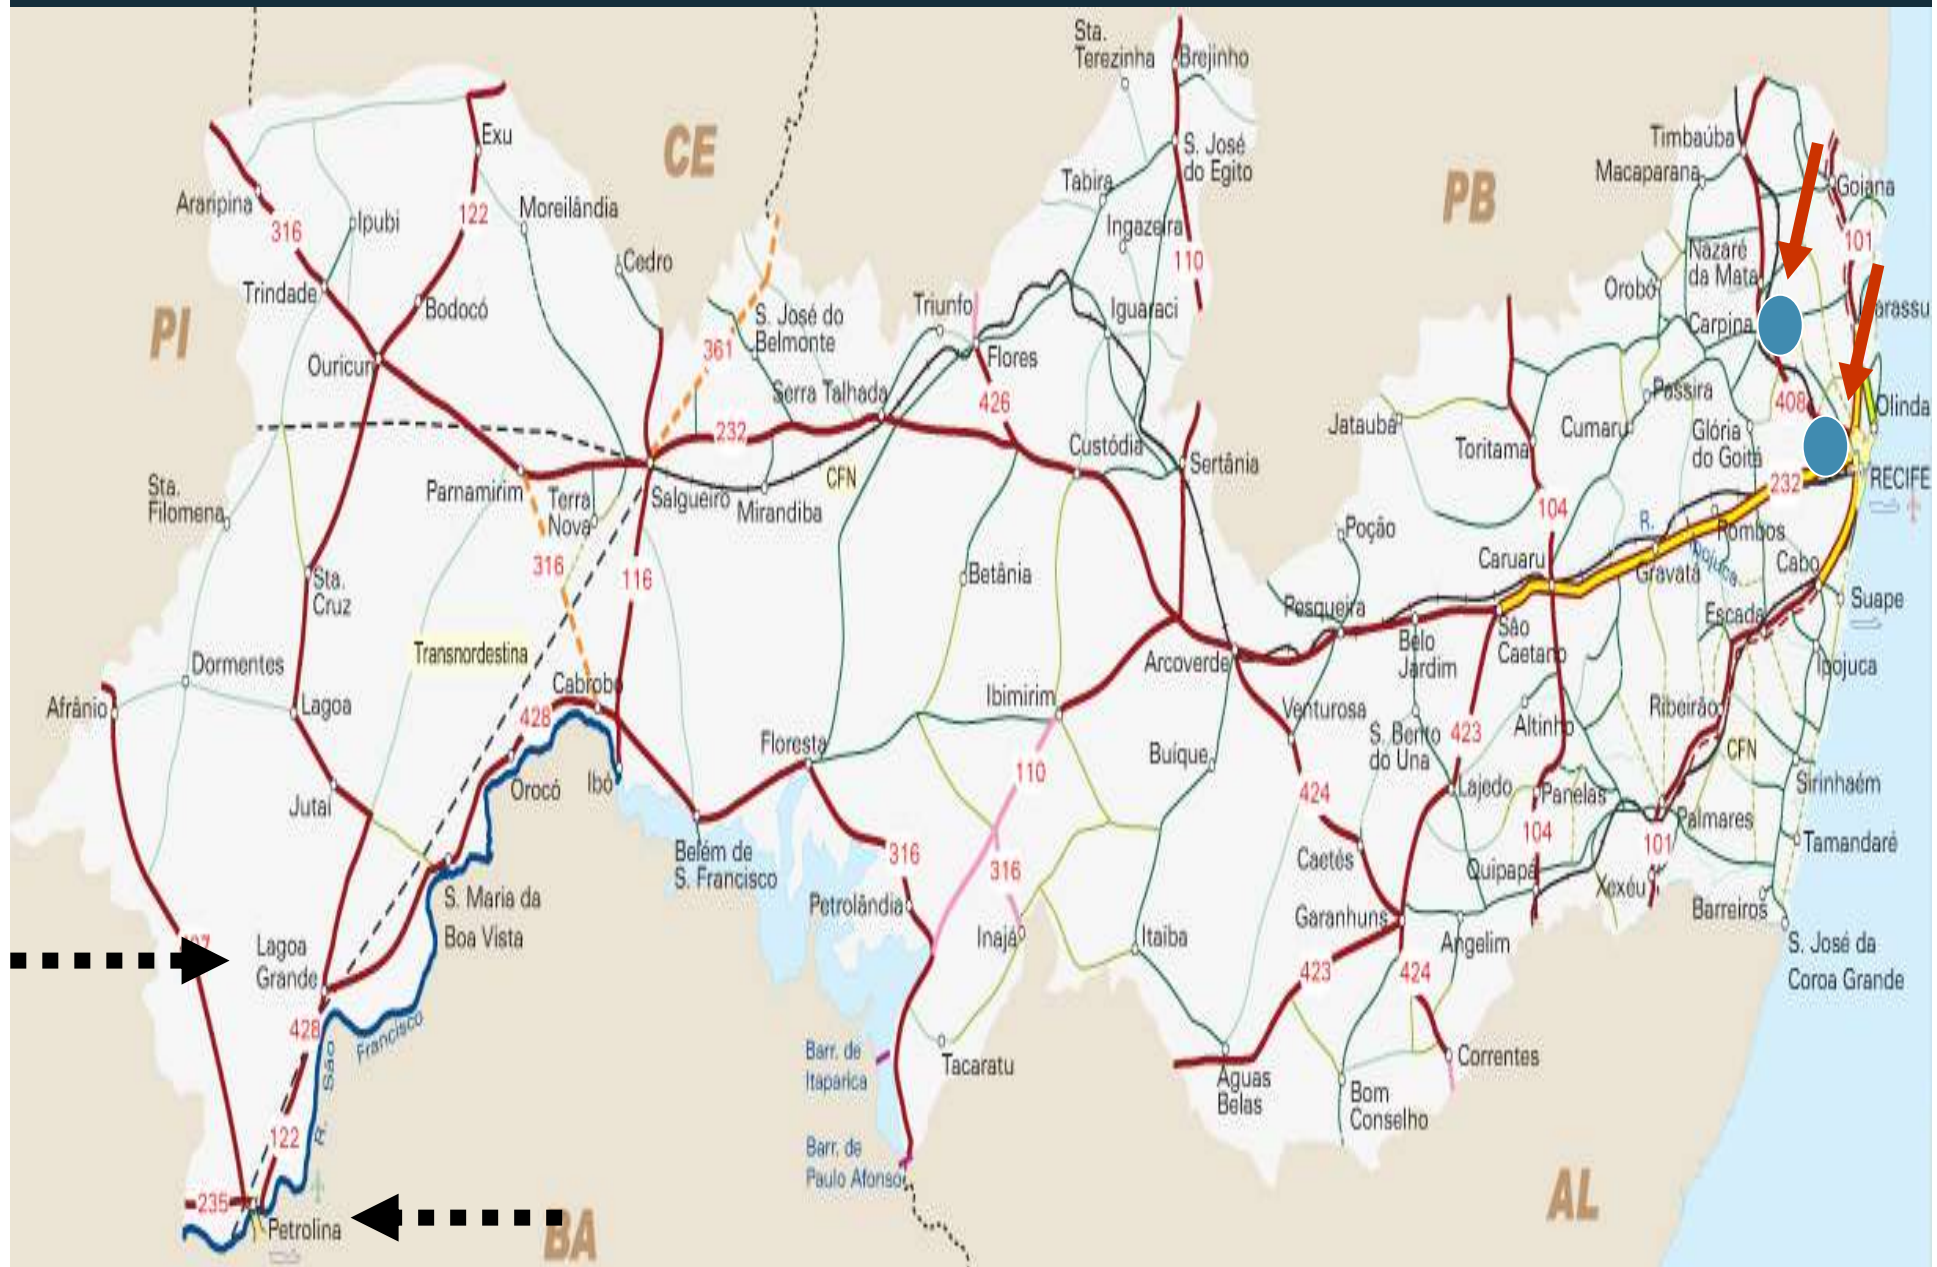 Sta.
Terezinha
Brejinho
Exu
CE
Timbaúba
S. José
do Egito
Macaparana
Tabira
PB
Goiana
Araripina
316
Ipubi
122
Moreilândia
Ingazeira
101
Nazaré
da Mata
110
Cedro
Orobó
Trindade
Bodocó
Triunfo
Iguaraci
PI
S. José do
Belmonte
Carpina
arassu
361
Ouricuri
Flores
Serra Talhada
426
Passira
408
Olinda
232
Jataúba
Toritama
Cumaru
Glória
do Goitá
Custódia
Sertânia
CFN
RECIFE
232
Parnamirim
Terra
Nova
Salgueiro
Mirandiba
Sta.
Filomena
104
R.
Ipojuca
Pombos
Poção
Caruaru
Gravatá
Cabo
316
116
Betânia
Sta.
Cruz
Suape
Pesqueira
Escada
Belo
Jardim
São
Caetano
Transnordestina
Arcoverde
Ipojuca
Dormentes
Cabrobó
Ibimirim
Afrânio
Lagoa
428
Venturosa
Ribeirão
Altinho
423
S. Bento
do Una
Floresta
Buíque
CFN
110
Sirinhaém
Orocó
Ibó
Jutaí
424
Lajedo
Panelas
Palmares
104
101
Tamandaré
Belém de
S. Francisco
316
316
Caetés
Quipapá
Xexéu
S. Maria da
Boa Vista
Petrolândia
Garanhuns
Barreiros
Inajá
Itaíba
Angelim
Lagoa
Grande
S. José da
Coroa Grande
423
424
428
R. São
Francisco
Barr. de
Itaparica
Tacaratu
Correntes
Águas
Belas
Bom
Conselho
122
Barr. de
Paulo Afonso
235
Petrolina
BA
AL